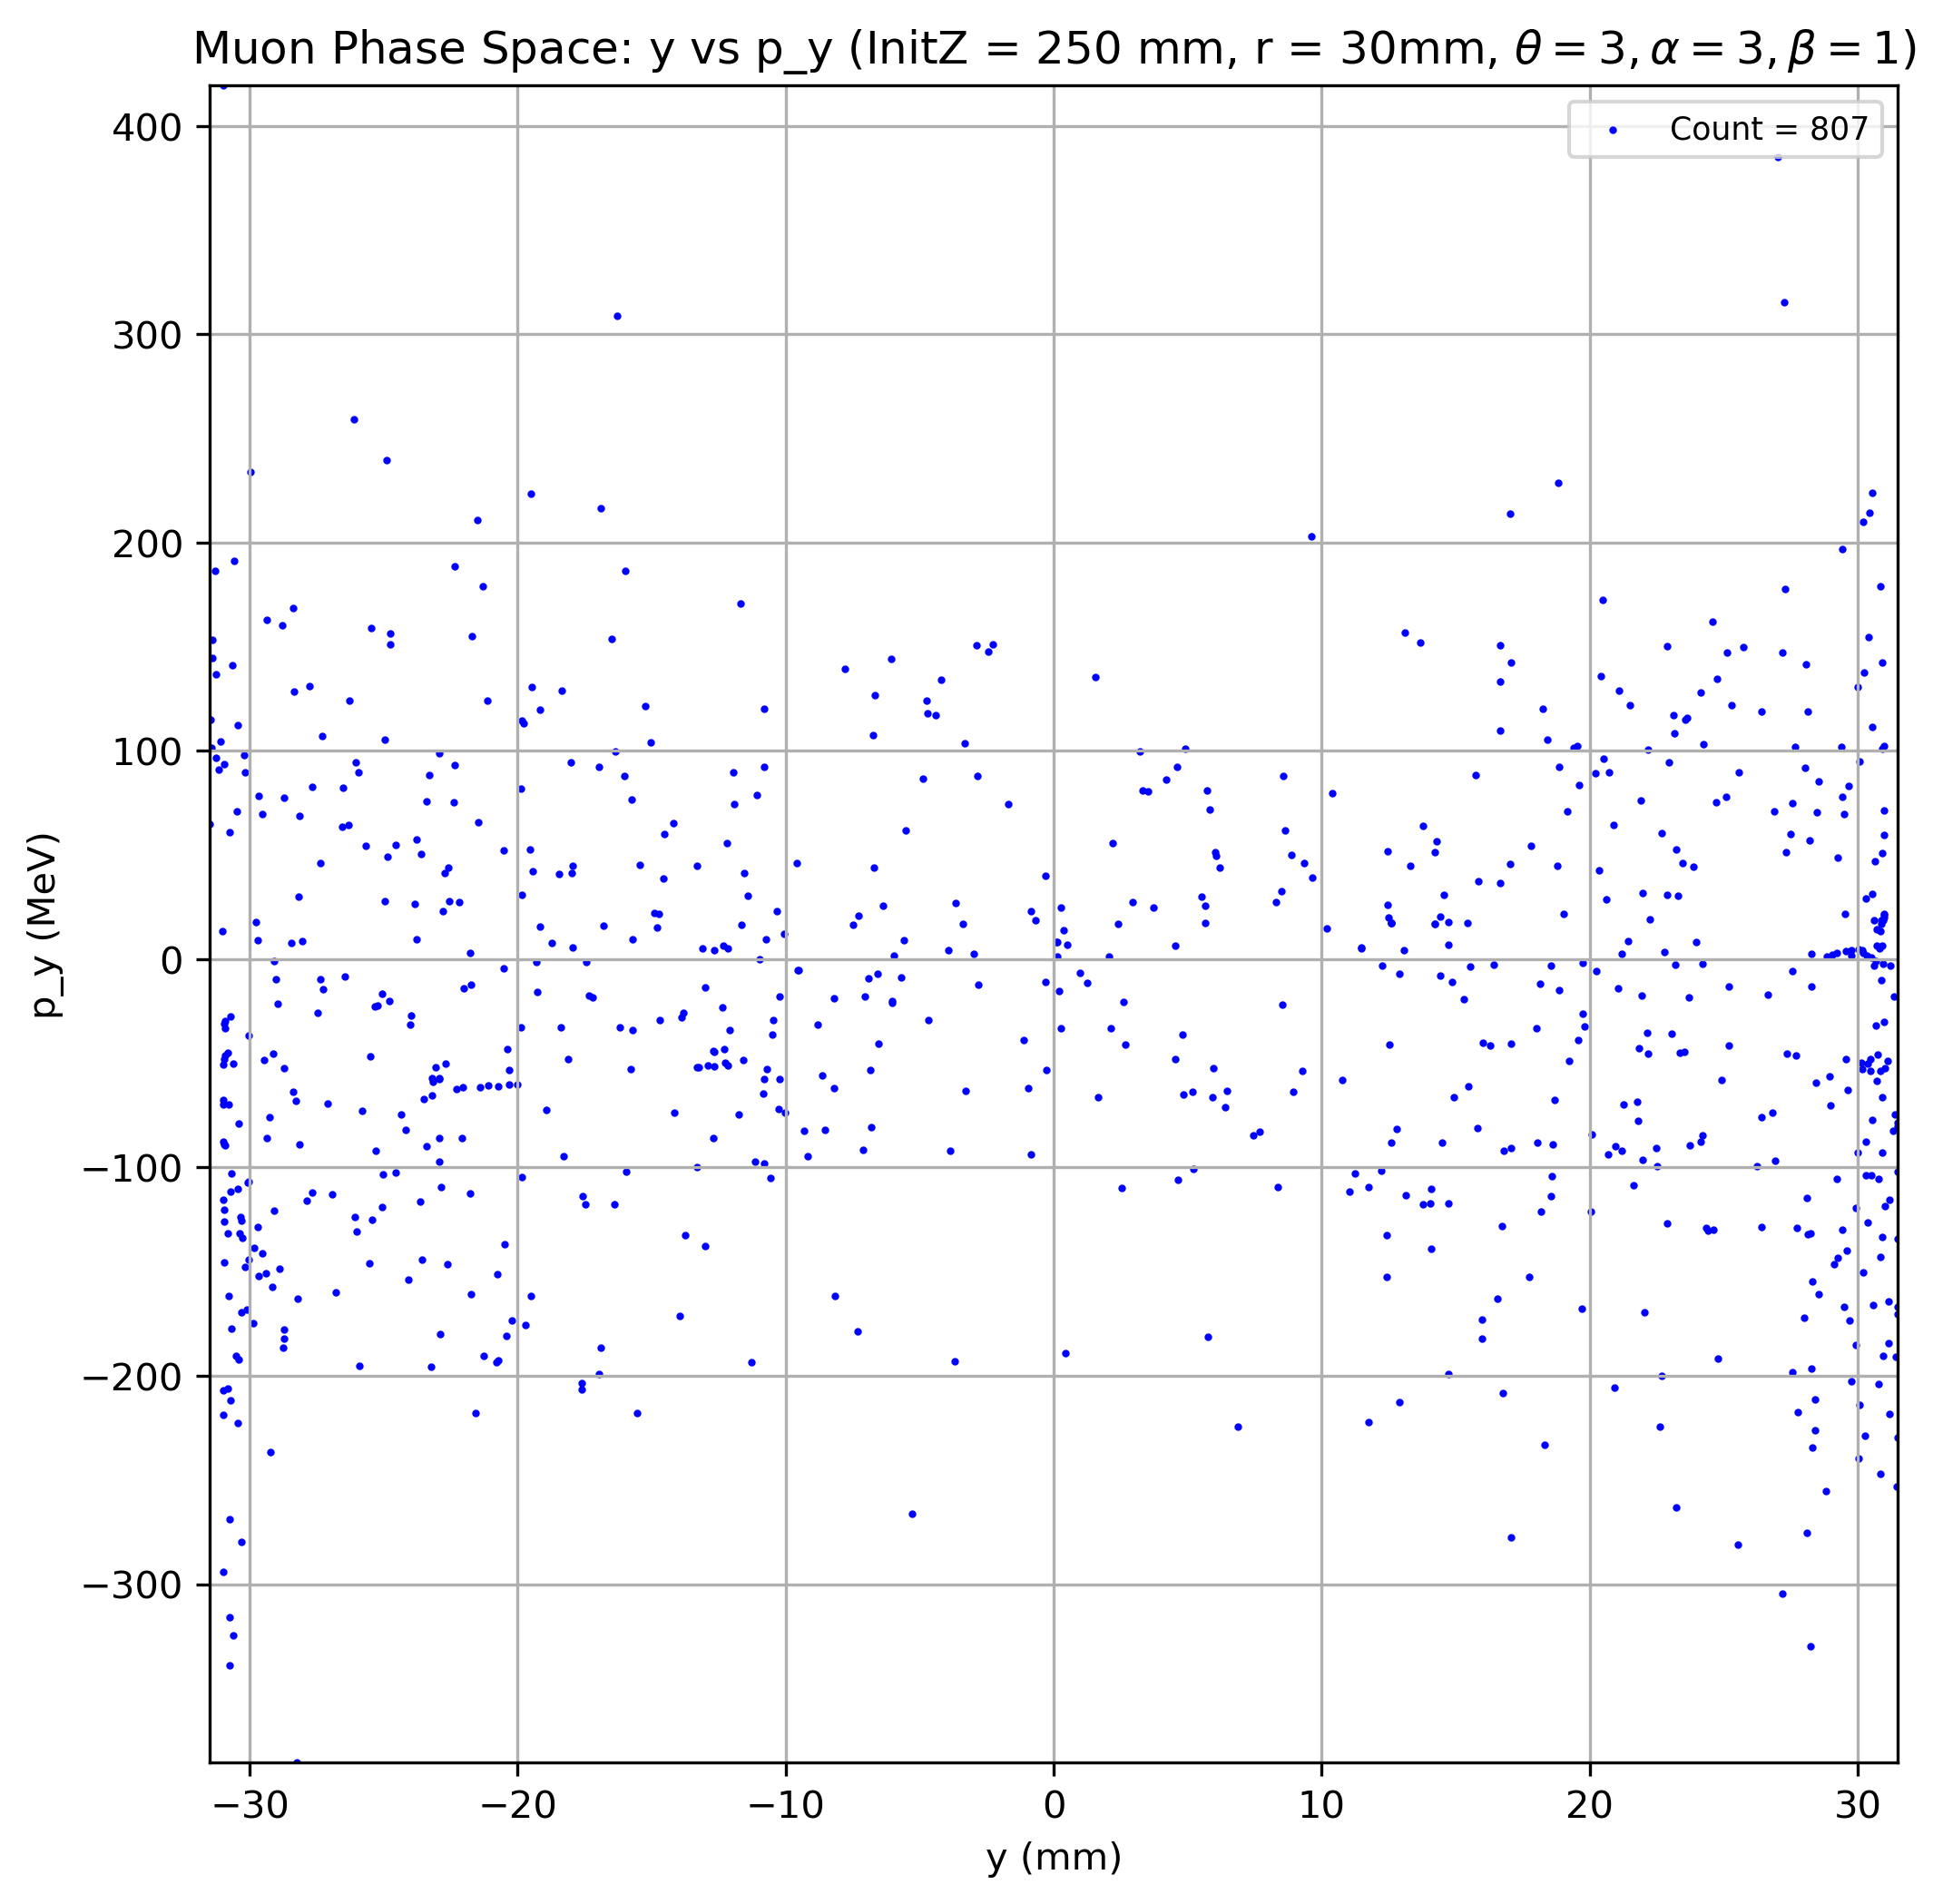 Muon Phase Space: y vs p_y (InitZ = 250 mm, r = 30mm, θ = 3, α = 3, β = 1)
Count = 807
400
300
200
100
0
−100
−200
−300
p_y (MeV)
−30 −20 −10 0 10 20 30
y (mm)